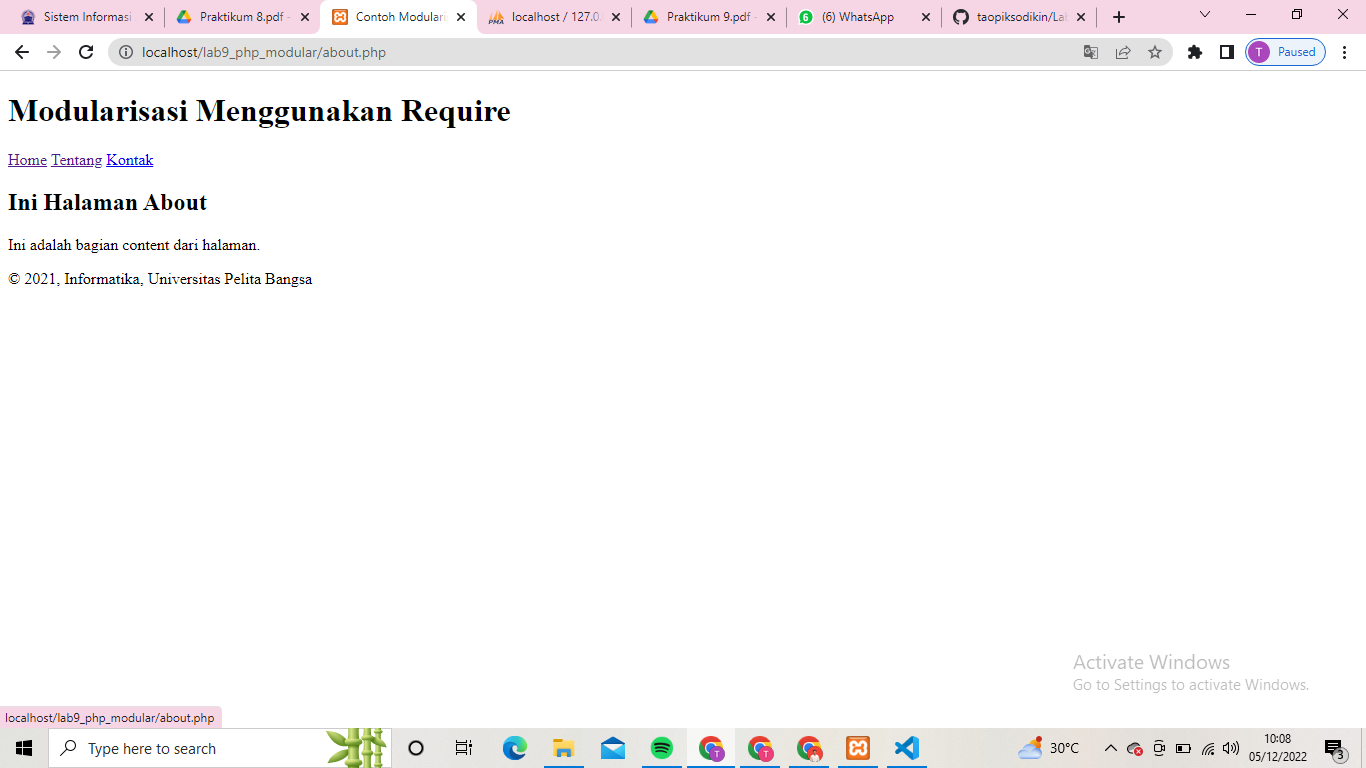 Sistem Informasi
Praktikum 8.pdf -
Contoh Modulari
localhost / 127.0.
Praktikum 9.pdf -
(6) WhatsApp
taopiksodikin/Lal
localhost/lab9_php_modular/about.php
T Paused
Modularisasi Menggunakan Require
Home Tentang Kontak
Ini Halaman About
Ini adalah bagian content dari halaman.
© 2021, Informatika, Universitas Pelita Bangsa
Activate Windows
Go to Settings to activate Windows.
localhost/lab9_php_modular/about.php
Type here to search
30°C
10:08
05/12/2022
3